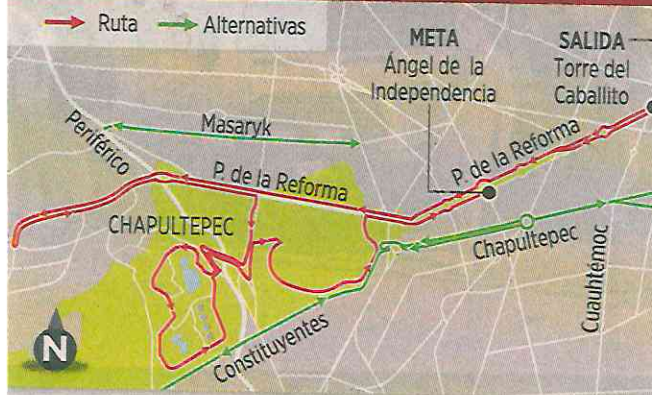 Ruta
Alternativas
META
Ángel de la
Independencia
SALIDA
Torre del
Caballito
Periférico
Masaryk
P. de la Reforma
P. de la Reforma
CHAPULTEPEC
Chapultepec
Cuauhtémoc
Constituyentes
N